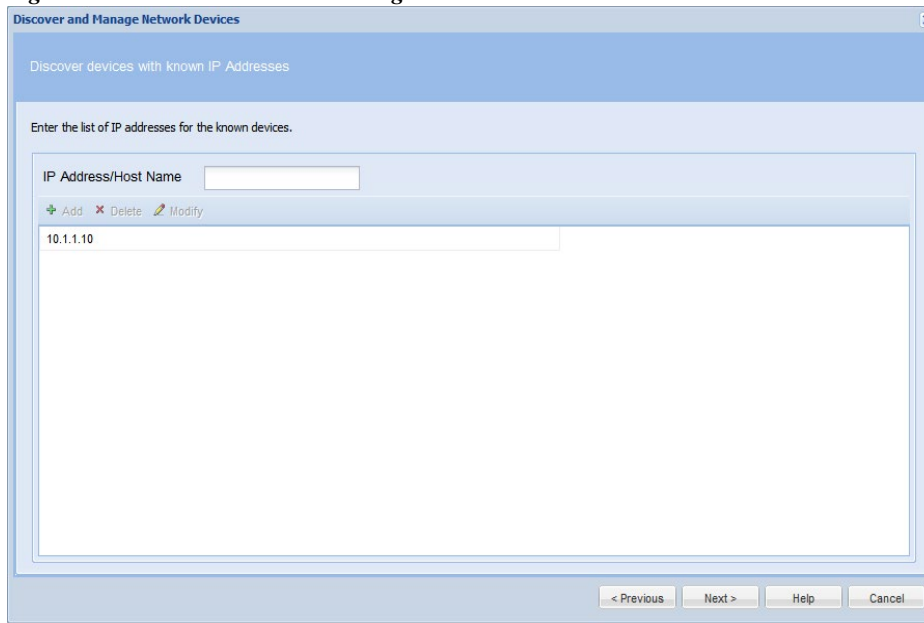 Discover and Manage Network Devices
Discover devices with known IP Addresses
Enter the list of IP addresses for the known devices.
IP Address/Host Name
Add Delete Modify
10.1.1.10
< Previous Next > Help Cancel